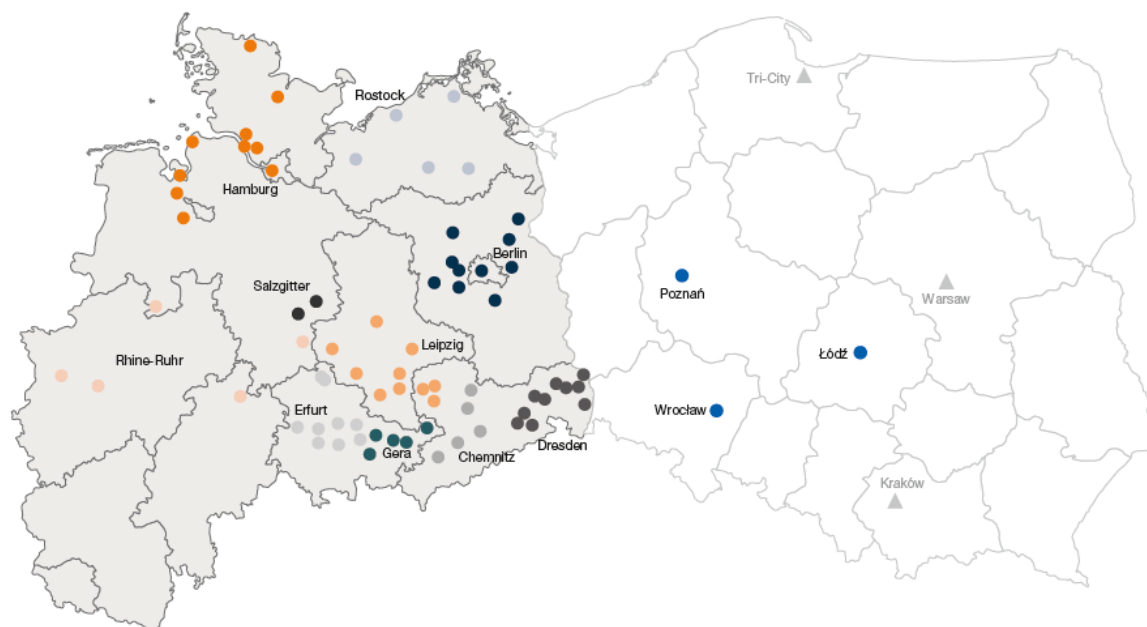 Tri-City
Rostock
Hamburg
Berlin
Salzgitter
Poznań
Warsaw
Leipzig
Rhine-Ruhr
Łódź
Erfurt
Wrocław
Dresden
Gera
Chemnitz
Kraków